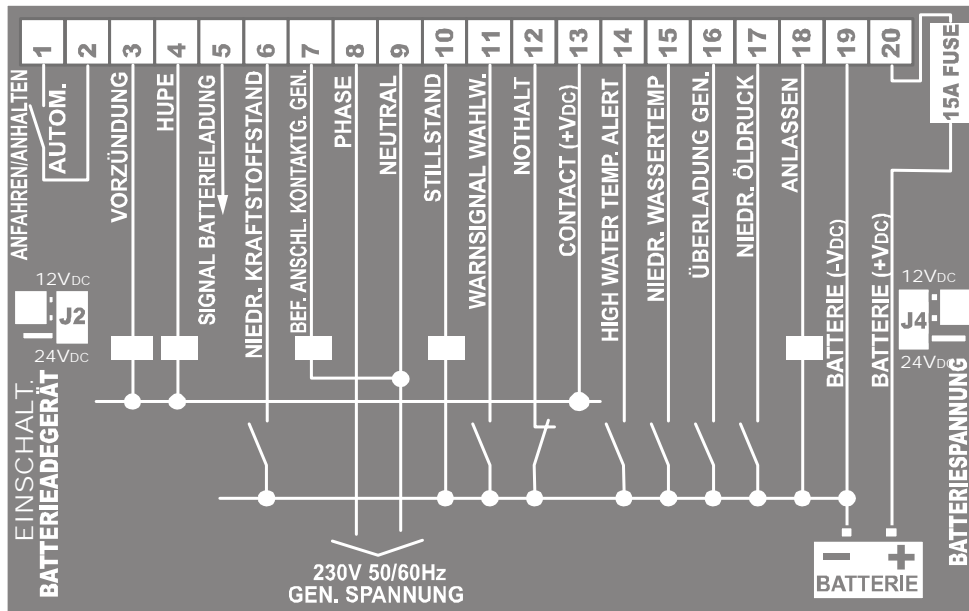 1 2 3 4 5 6 7 8 9 10 11 12 13 14 15 16 17 18 19 20
15A FUSE
ANFAHREN/ANHALTEN
AUTOM.
VORZÜNDUNG
HUPE
SIGNAL BATTERIELADUNG
NIEDR. KRAFTSTOFFSTAND
BEF. ANSCHL. KONTAKTG. GEN.
PHASE
NEUTRAL
STILLSTAND
WARNSIGNAL WAHLW.
NOTHALT
CONTACT (+VDC)
HIGH WATER TEMP. ALERT
NIEDR. WASSERTEMP
ÜBERLADUNG GEN.
NIEDR. ÖLDRUCK
ANLASSEN
BATTERIE (-VDC)
BATTERIE (+VDC)
12VDC
J2
24VDC
EINSCHALT.
BATTERIEADEGERÄT
12VDC
J4
24VDC
BATTERIESPANNUNG
230V 50/60Hz
GEN. SPANNUNG
− +
BATTERIE